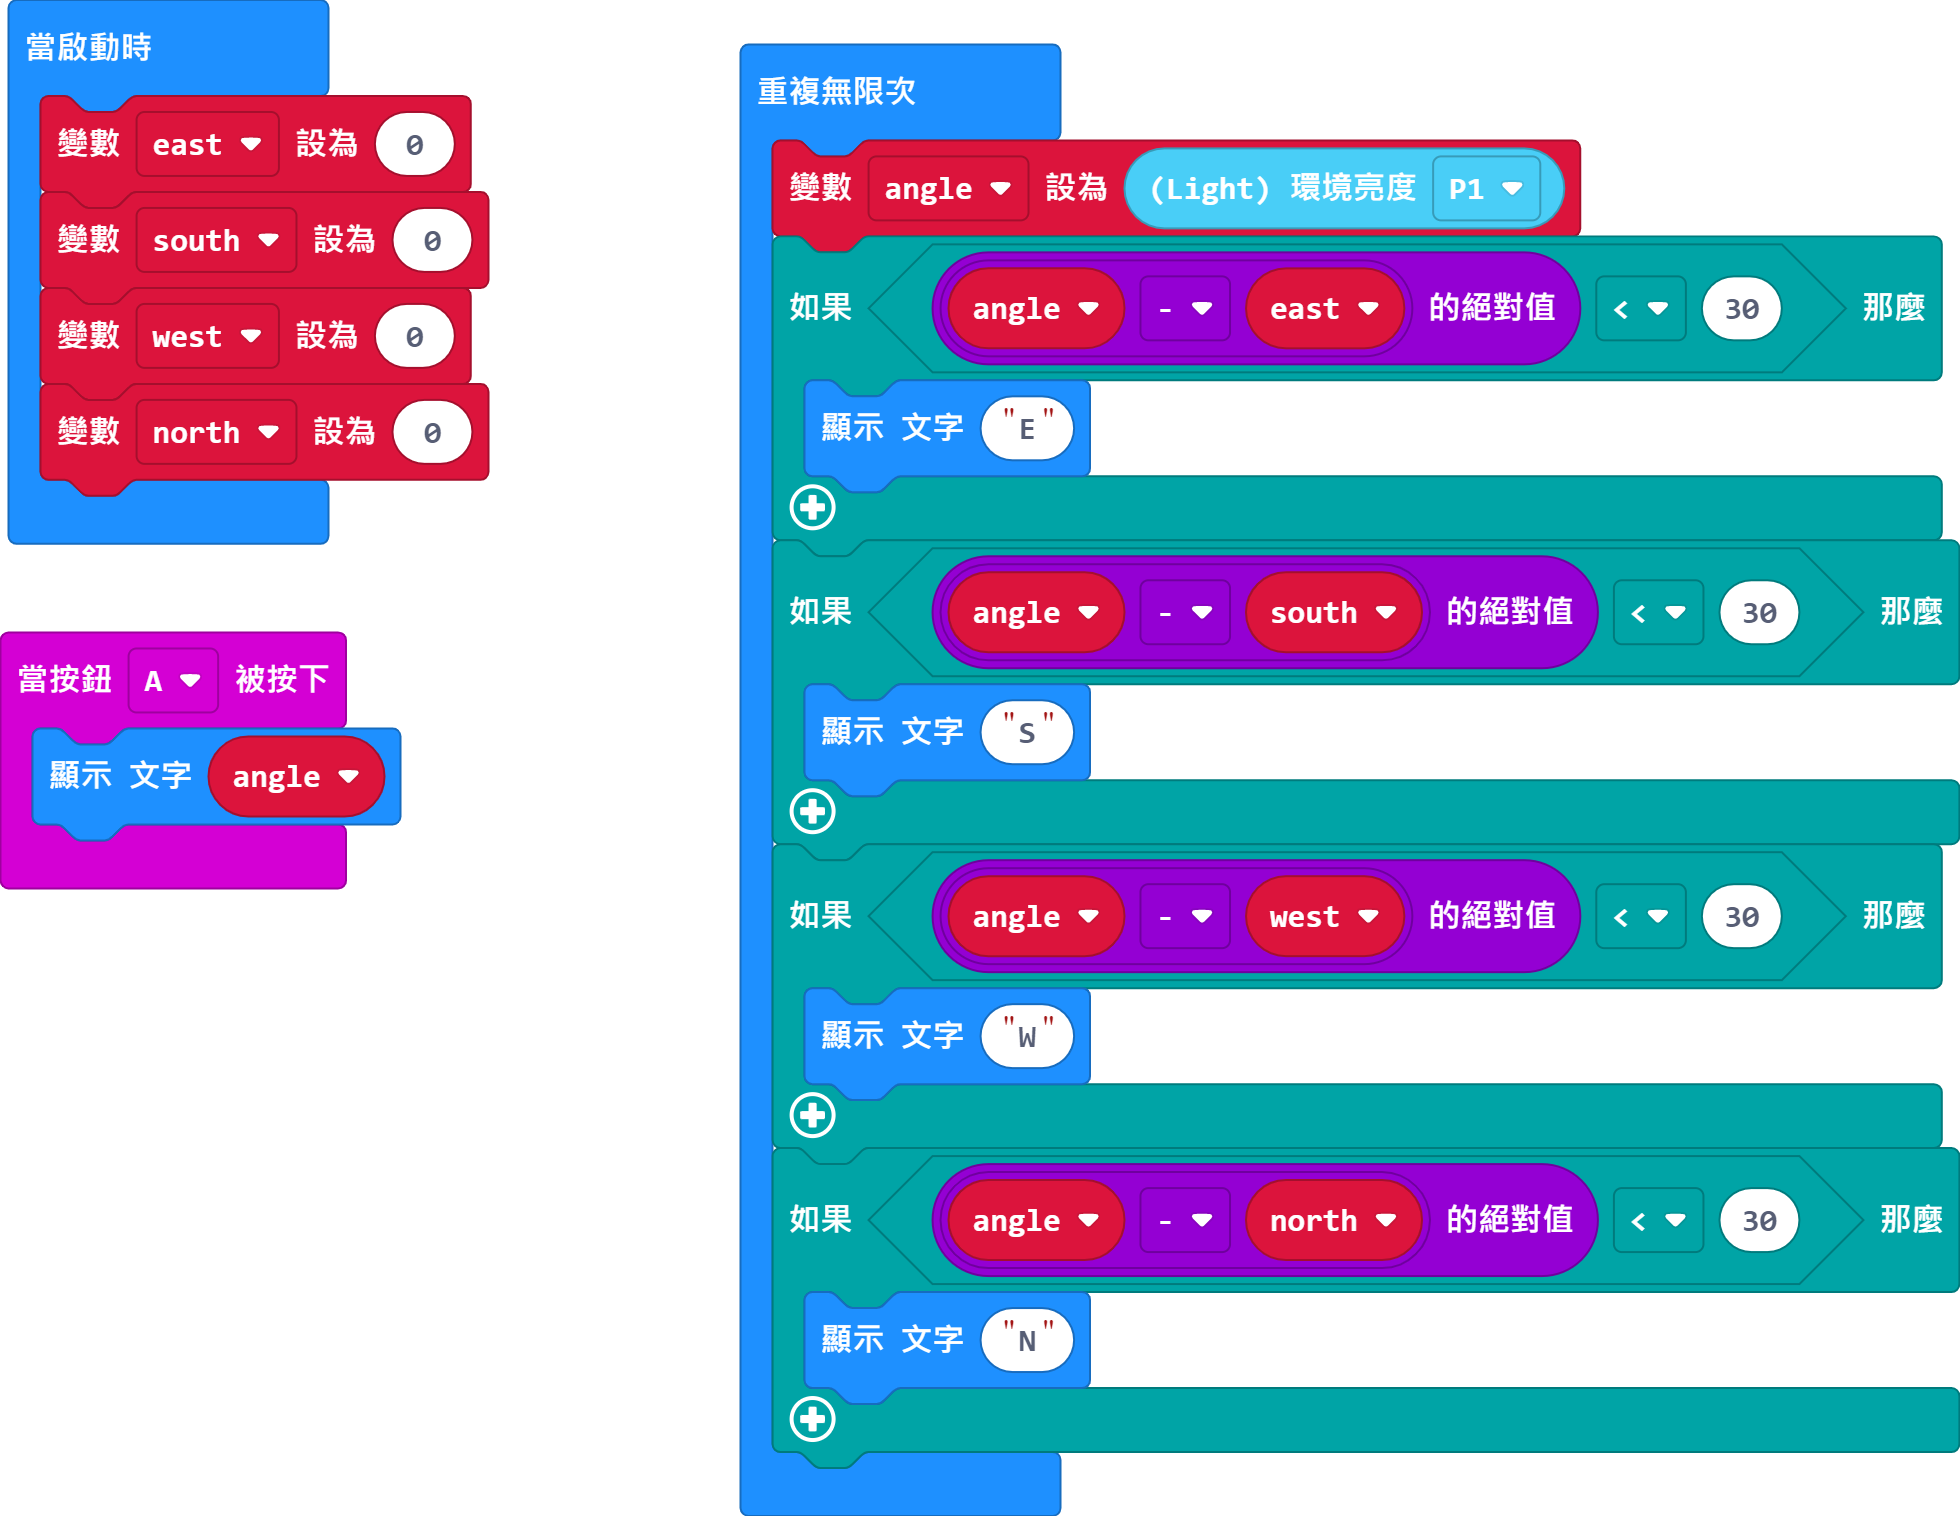 當啟動時
變數 east 設為 0
變數 south 設為 0
變數 west 設為 0
變數 north 設為 0
當按鈕 A 被按下
顯示 文字 angle
重複無限次
變數 angle 設為 (Light) 環境亮度 P1
如果 angle - east 的絕對值 < 30 那麼
顯示 文字 "E"
如果 angle - south 的絕對值 < 30 那麼
顯示 文字 "S"
如果 angle - west 的絕對值 < 30 那麼
顯示 文字 "W"
如果 angle - north 的絕對值 < 30 那麼
顯示 文字 "N"